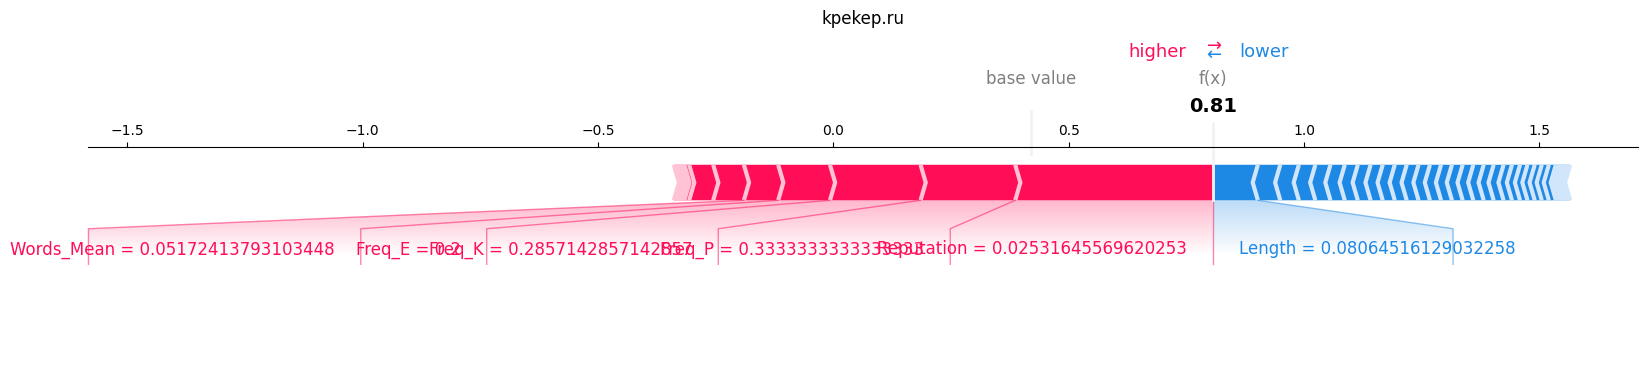 kpekep.ru
higher ⇄ lower
base value f(x)
0.81
−1.5 −1.0 −0.5 0.0 0.5 1.0 1.5
Words_Mean = 0.05172413793103448 Freq_E = 0.2 Freq_K = 0.2857142857142857 Freq_P = 0.3333333333333333 Reputation = 0.02531645569620253 Length = 0.08064516129032258